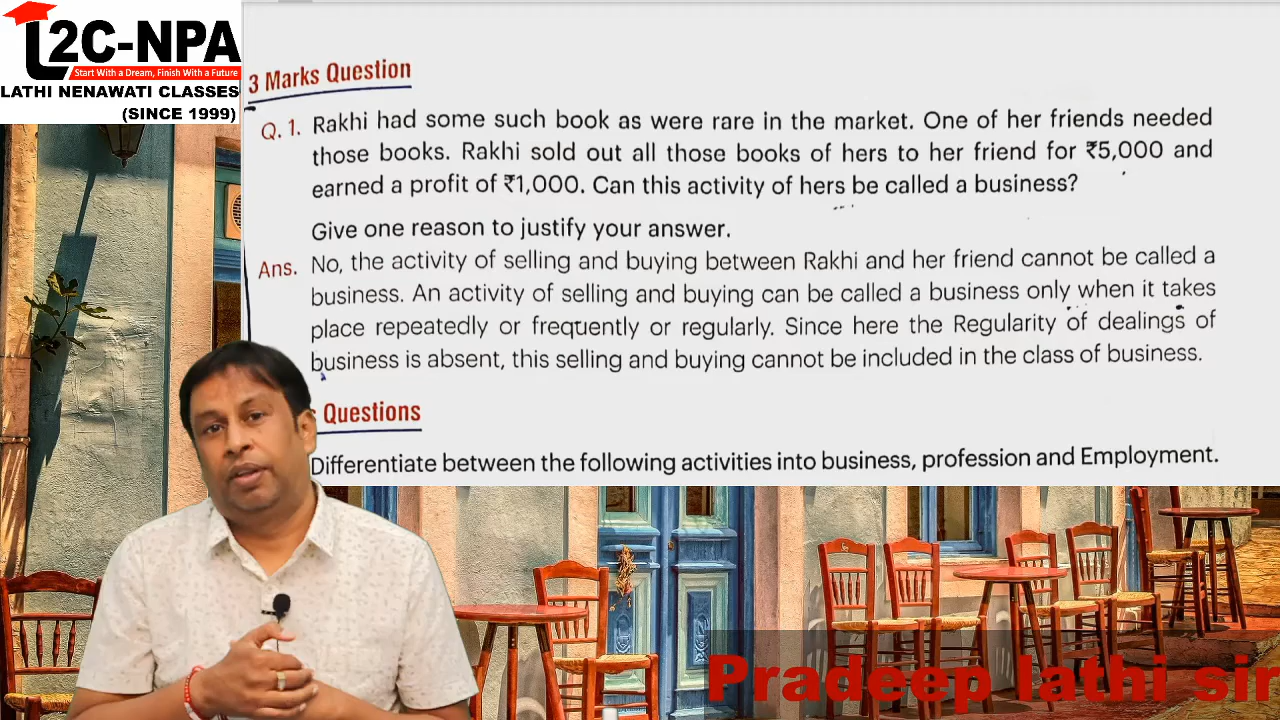 L2C-NPA
Start With a Dream, Finish With a Future
LATHI NENAWATI CLASSES
(SINCE 1999)
3 Marks Question
Q. 1. Rakhi had some such book as were rare in the market. One of her friends needed
those books. Rakhi sold out all those books of hers to her friend for ₹5,000 and
earned a profit of ₹1,000. Can this activity of hers be called a business?
Give one reason to justify your answer.
Ans. No, the activity of selling and buying between Rakhi and her friend cannot be called a
business. An activity of selling and buying can be called a business only when it takes
place repeatedly or frequently or regularly. Since here the Regularity of dealings of
business is absent, this selling and buying cannot be included in the class of business.
Questions
Differentiate between the following activities into business, profession and Employment.
Pradeep lathi sir